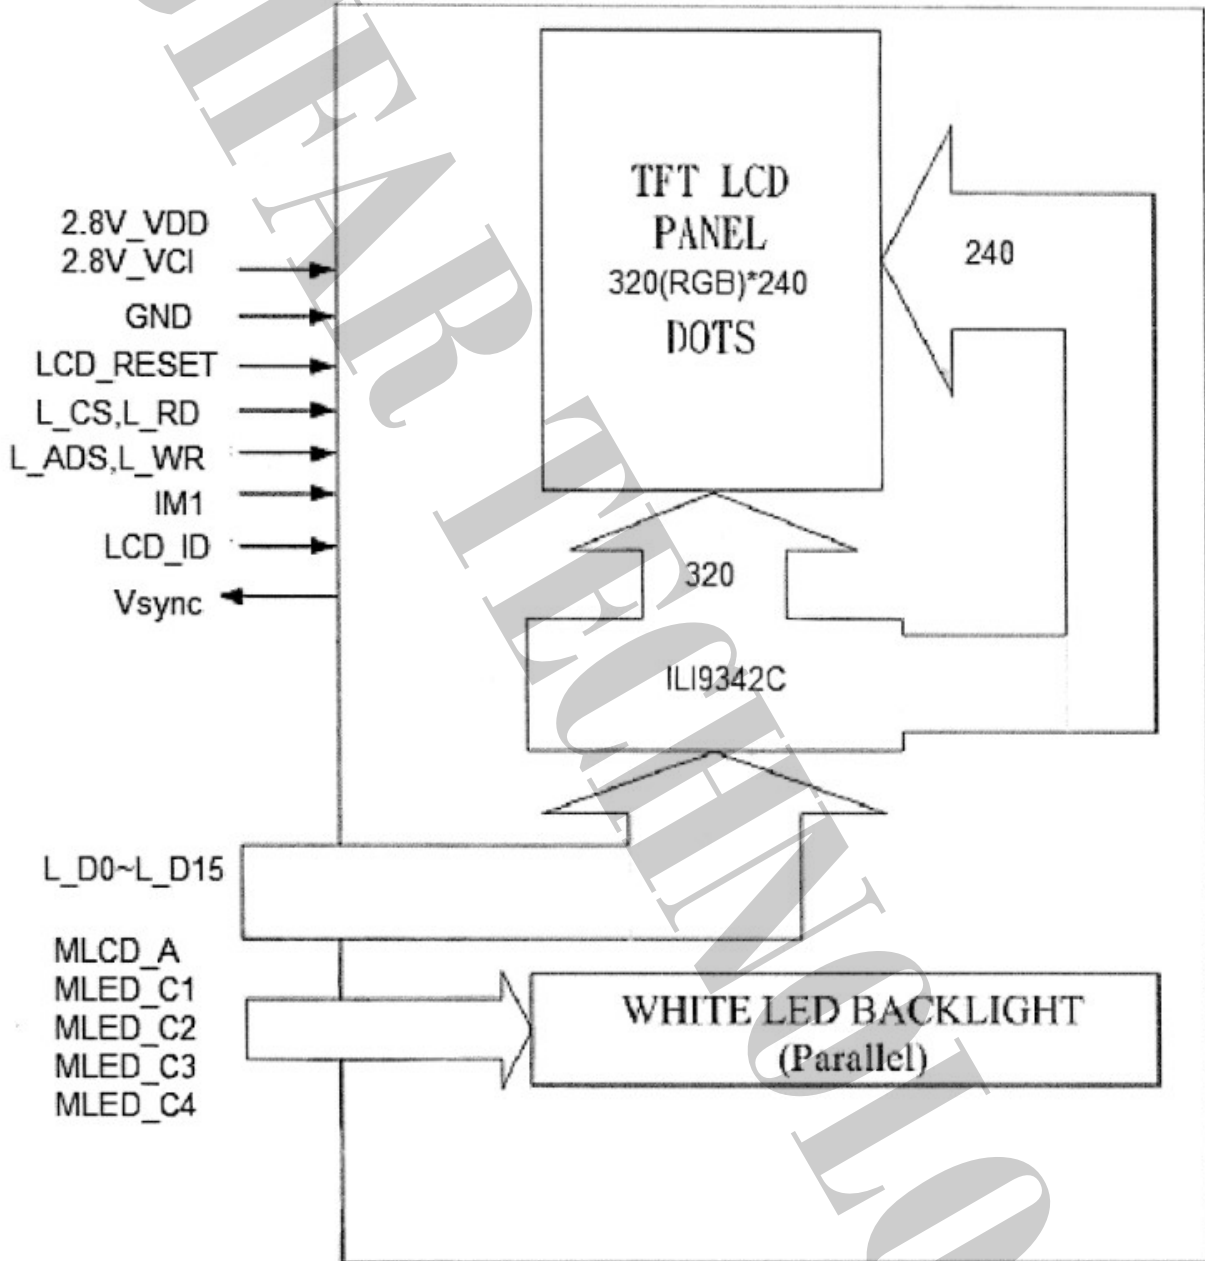 TFT LCD
PANEL
320(RGB)*240
DOTS
240
2.8V_VDD
2.8V_VCI
GND
LCD_RESET
L_CS,L_RD
L_ADS,L_WR
IM1
LCD_ID
Vsync
320
ILI9342C
L_D0~L_D15
MLCD_A
MLED_C1
MLED_C2
MLED_C3
MLED_C4
WHITE LED BACKLIGHT
(Parallel)